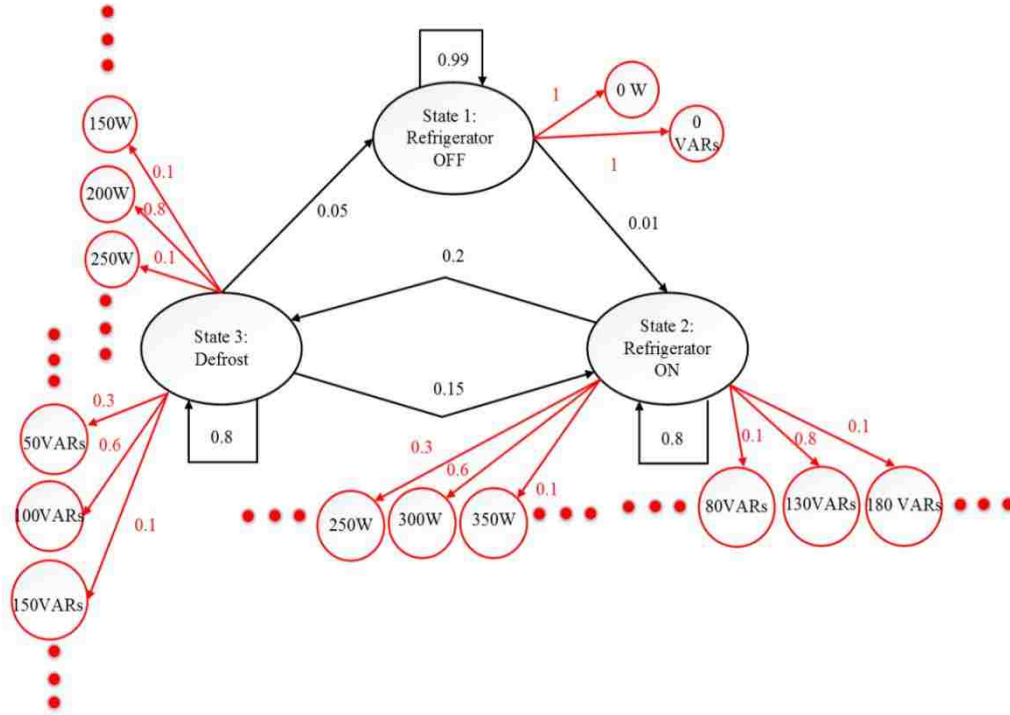 0.99
State 1:
Refrigerator
OFF
1
0 W
0
VARs
1
150W
0.1
200W
0.8
250W
0.1
0.05
0.01
0.2
State 3:
Defrost
State 2:
Refrigerator
ON
0.15
0.8
0.8
0.3
50VARs
0.6
100VARs
0.1
150VARs
0.3
0.6
0.1
250W
300W
350W
0.1
0.8
0.1
80VARs
130VARs
180 VARs